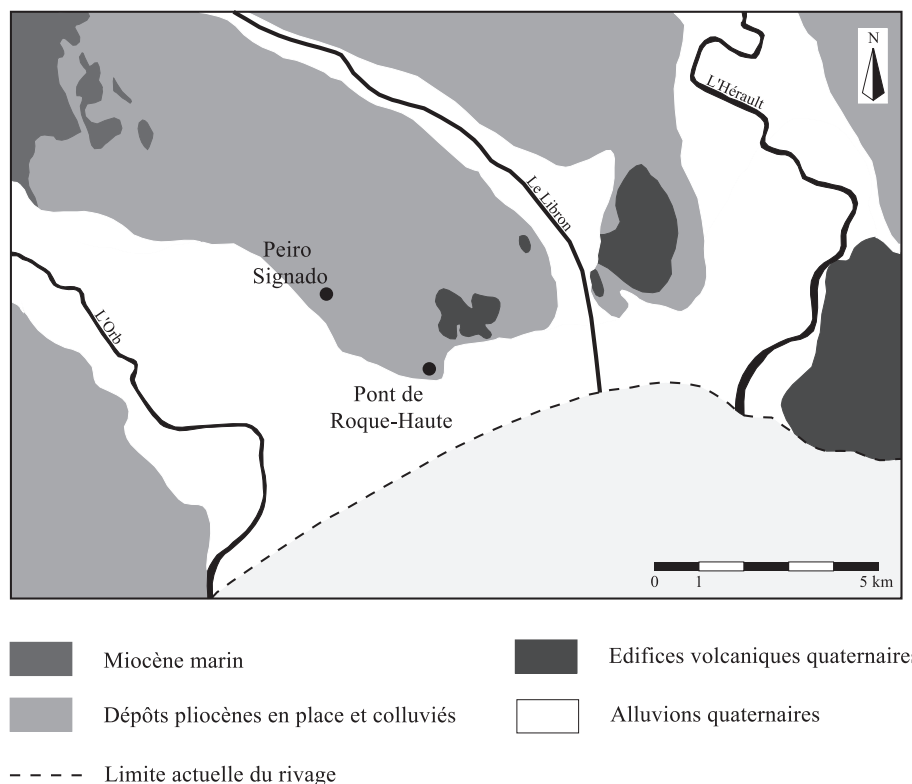 N
L'Hérault
Le Libron
Peiro
Signado
L'Orb
Pont de
Roque-Haute
0 1 5 km
Miocène marin
Edifices volcaniques quaternaires
Dépôts pliocènes en place et colluviés
Alluvions quaternaires
Limite actuelle du rivage